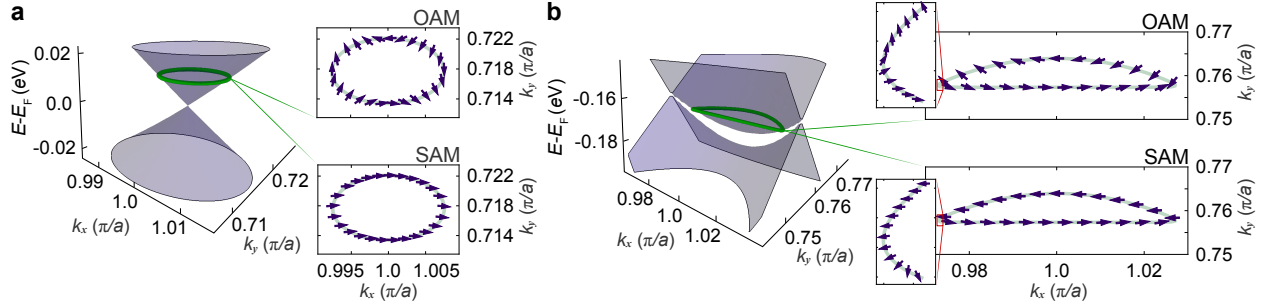 a
OAM
0.02
0.0
-0.02
E-E_F (eV)
0.99
1.0
1.01
k_x (π/a)
0.71
0.72
k_y (π/a)
0.722
0.718
0.714
k_y (π/a)
SAM
0.722
0.718
0.714
k_y (π/a)
0.995
1.0
1.005
k_x (π/a)
b
OAM
-0.16
-0.18
E-E_F (eV)
0.98
1.0
1.02
k_x (π/a)
0.75
0.76
0.77
k_y (π/a)
0.77
0.76
0.75
k_y (π/a)
SAM
0.77
0.76
0.75
k_y (π/a)
0.98
1.0
1.02
k_x (π/a)